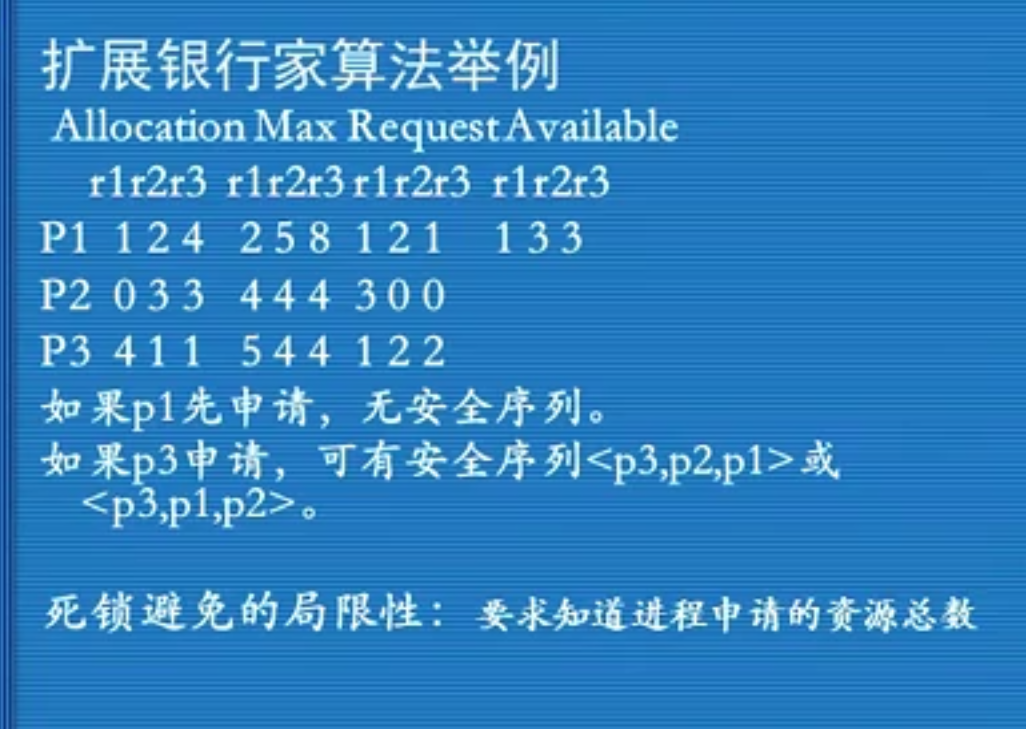 扩展银行家算法举例
Allocation Max Request Available
r1r2r3 r1r2r3 r1r2r3 r1r2r3
P1 1 2 4 2 5 8 1 2 1 1 3 3
P2 0 3 3 4 4 4 3 0 0
P3 4 1 1 5 4 4 1 2 2
如果p1先申请，无安全序列。
如果p3申请，可有安全序列<p3,p2,p1>或
<p3,p1,p2>。
死锁避免的局限性：要求知道进程申请的资源总数